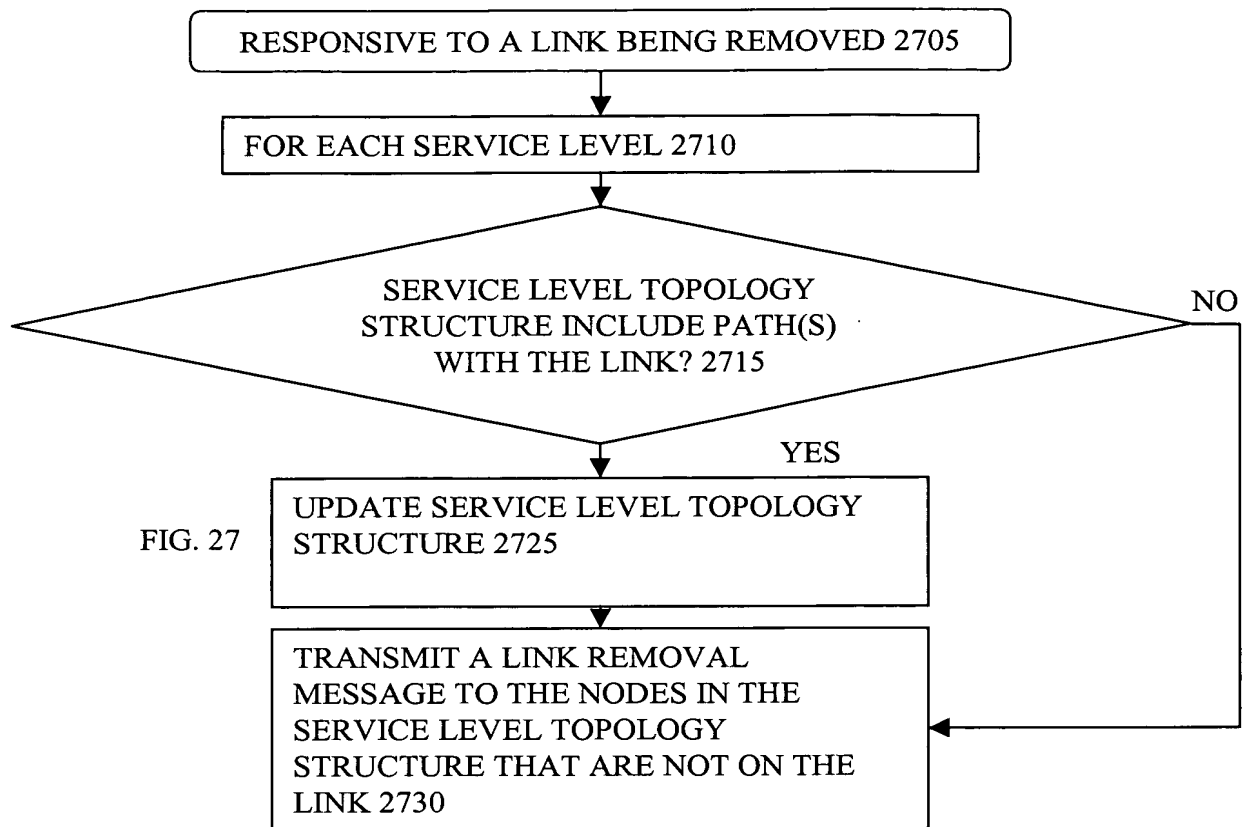 RESPONSIVE TO A LINK BEING REMOVED 2705
FOR EACH SERVICE LEVEL 2710
SERVICE LEVEL TOPOLOGY
STRUCTURE INCLUDE PATH(S)
WITH THE LINK? 2715
NO
YES
UPDATE SERVICE LEVEL TOPOLOGY
STRUCTURE 2725
FIG. 27
TRANSMIT A LINK REMOVAL
MESSAGE TO THE NODES IN THE
SERVICE LEVEL TOPOLOGY
STRUCTURE THAT ARE NOT ON THE
LINK 2730